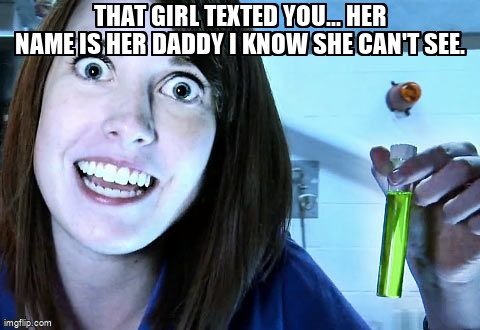 THAT GIRL TEXTED YOU... HER
NAME IS HER DADDY I KNOW SHE CAN'T SEE.
imgflip.com